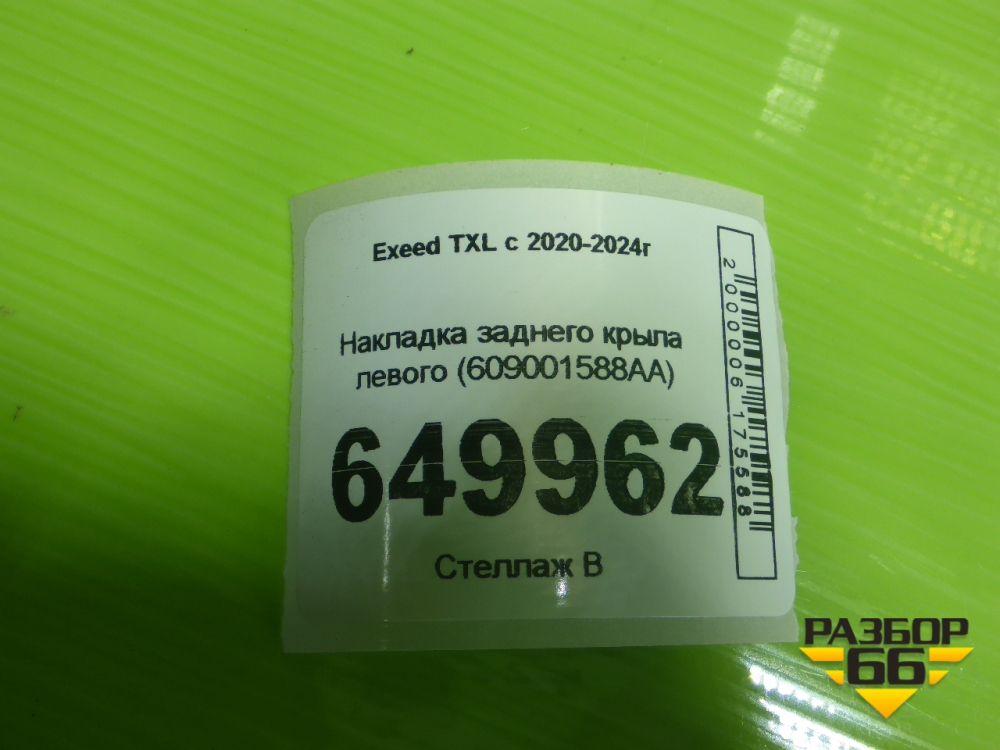 Exeed TXL с 2020-2024г
Накладка заднего крыла
левого (609001588AA)
649962
Стеллаж В
2000006175588
РАЗБОР
66